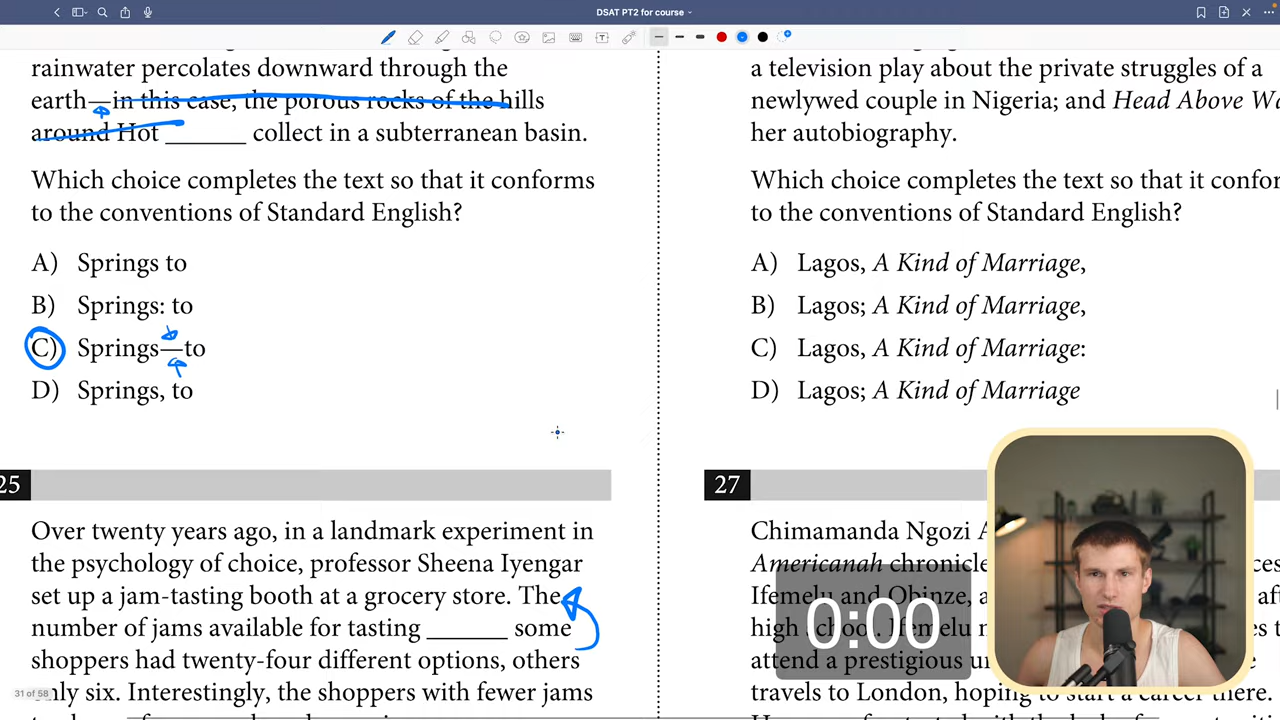 DSAT PT2 for course
rainwater percolates downward through the
earth—in this case, the porous rocks of the hills
around Hot ______ collect in a subterranean basin.
Which choice completes the text so that it conforms
to the conventions of Standard English?
A) Springs to
B) Springs: to
C) Springs—to
D) Springs, to
25
Over twenty years ago, in a landmark experiment in
the psychology of choice, professor Sheena Iyengar
set up a jam-tasting booth at a grocery store. The
number of jams available for tasting ______ some
shoppers had twenty-four different options, others
only six. Interestingly, the shoppers with fewer jams
31 of 58
a television play about the private struggles of a
newlywed couple in Nigeria; and Head Above
her autobiography.
Which choice completes the text so that it
to the conventions of Standard English?
A) Lagos, A Kind of Marriage,
B) Lagos; A Kind of Marriage,
C) Lagos, A Kind of Marriage:
D) Lagos; A Kind of Marriage
27
Chimamanda Ngozi
Americanah
Ifemelu and Obinze,
high school. Ifemelu
attend a prestigious
travels to London, hoping to start a career there.
0:00